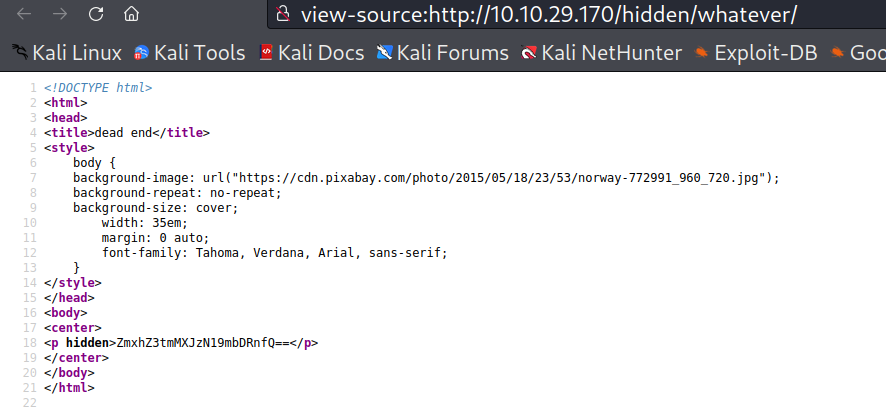 view-source:http://10.10.29.170/hidden/whatever/
Kali Linux Kali Tools Kali Docs Kali Forums Kali NetHunter Exploit-DB Goo
1 <!DOCTYPE html>
2 <html>
3 <head>
4 <title>dead end</title>
5 <style>
6 body {
7 background-image: url("https://cdn.pixabay.com/photo/2015/05/18/23/53/norway-772991_960_720.jpg");
8 background-repeat: no-repeat;
9 background-size: cover;
10 width: 35em;
11 margin: 0 auto;
12 font-family: Tahoma, Verdana, Arial, sans-serif;
13 }
14 </style>
15 </head>
16 <body>
17 <center>
18 <p hidden>ZmxhZ3tmMXJzN19mbDRnfQ==</p>
19 </center>
20 </body>
21 </html>
22